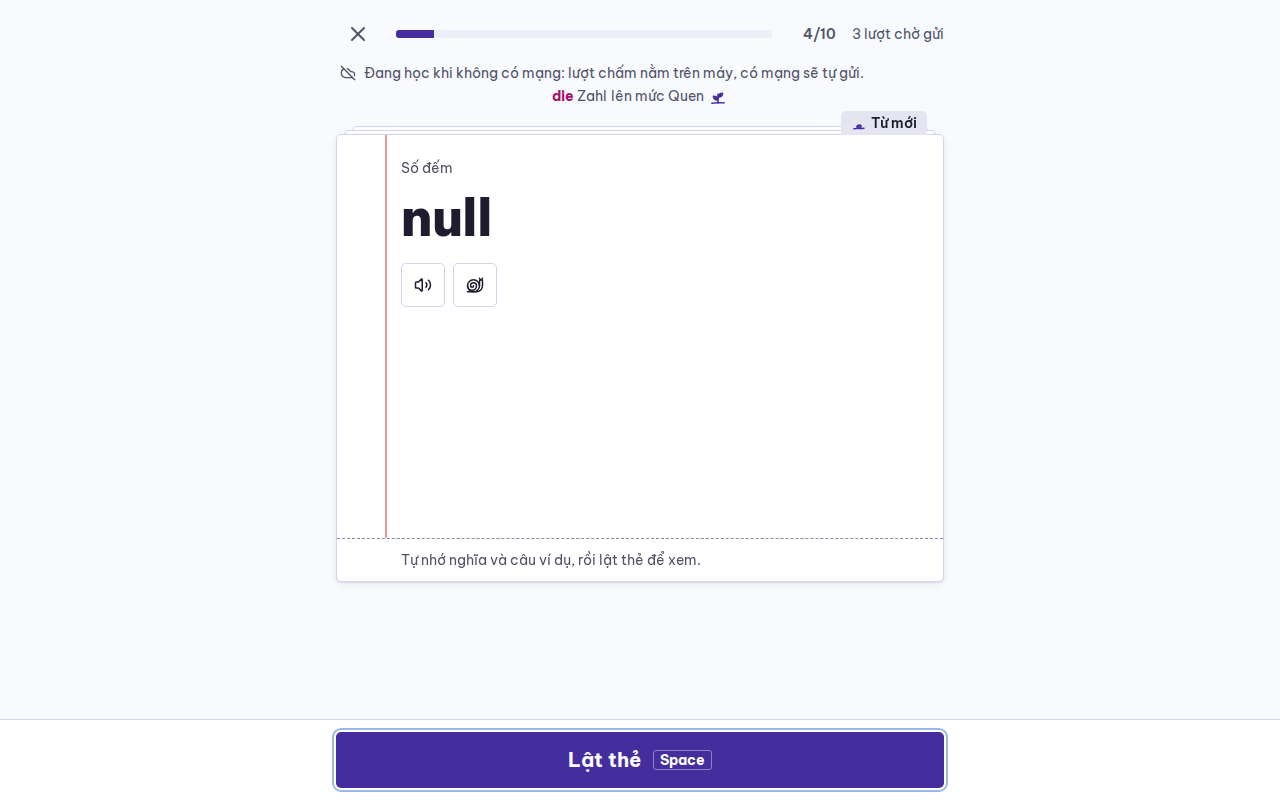 4/10 3 lượt chờ gửi
Đang học khi không có mạng: lượt chấm nằm trên máy, có mạng sẽ tự gửi.
die Zahl lên mức Quen
Từ mới
Số đếm
null
Tự nhớ nghĩa và câu ví dụ, rồi lật thẻ để xem.
Lật thẻ Space